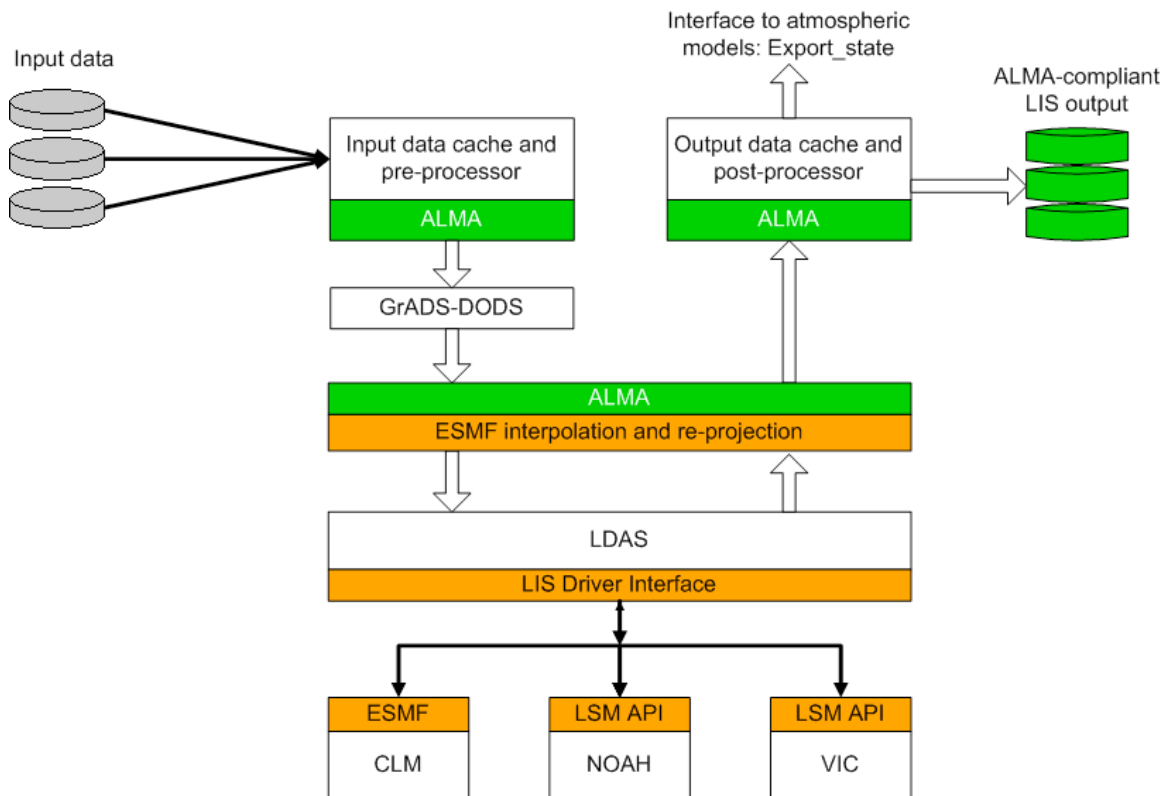 Interface to atmospheric
models: Export_state
Input data
ALMA-compliant
LIS output
Input data cache and
pre-processor
ALMA
Output data cache and
post-processor
ALMA
GrADS-DODS
ALMA
ESMF interpolation and re-projection
LDAS
LIS Driver Interface
ESMF
CLM
LSM API
NOAH
LSM API
VIC